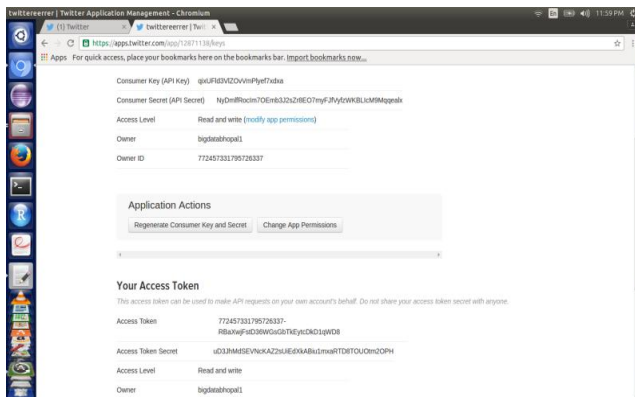 twittereerrer | Twitter Application Management - Chromium
En 11:59 PM
(1) Twitter
twittereerrer | Twit
https://apps.twitter.com/app/12671138/keys
Apps For quick access, place your bookmarks here on the bookmarks bar. Import bookmarks now...
Consumer Key (API Key)
Consumer Secret (API Secret)
Access Level Read and write (modify app permissions)
Owner bigdatabhopal1
Owner ID 772457331795726337
Application Actions
Regenerate Consumer Key and Secret Change App Permissions
Your Access Token
This access token can be used to make API requests on your own account's behalf. Do not share your access token secret with anyone.
Access Token 772457331795726337-
Access Token Secret
Access Level Read and write
Owner bigdatabhopal1